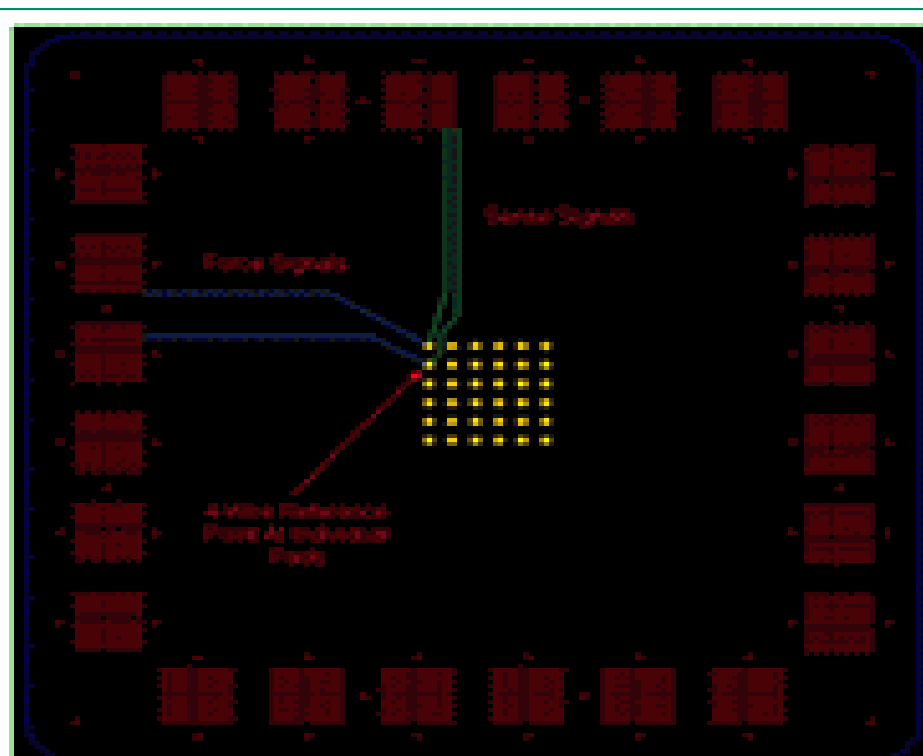 Sense Signals
Force Signals
4-Wire Reference
Point At Individual
Pads